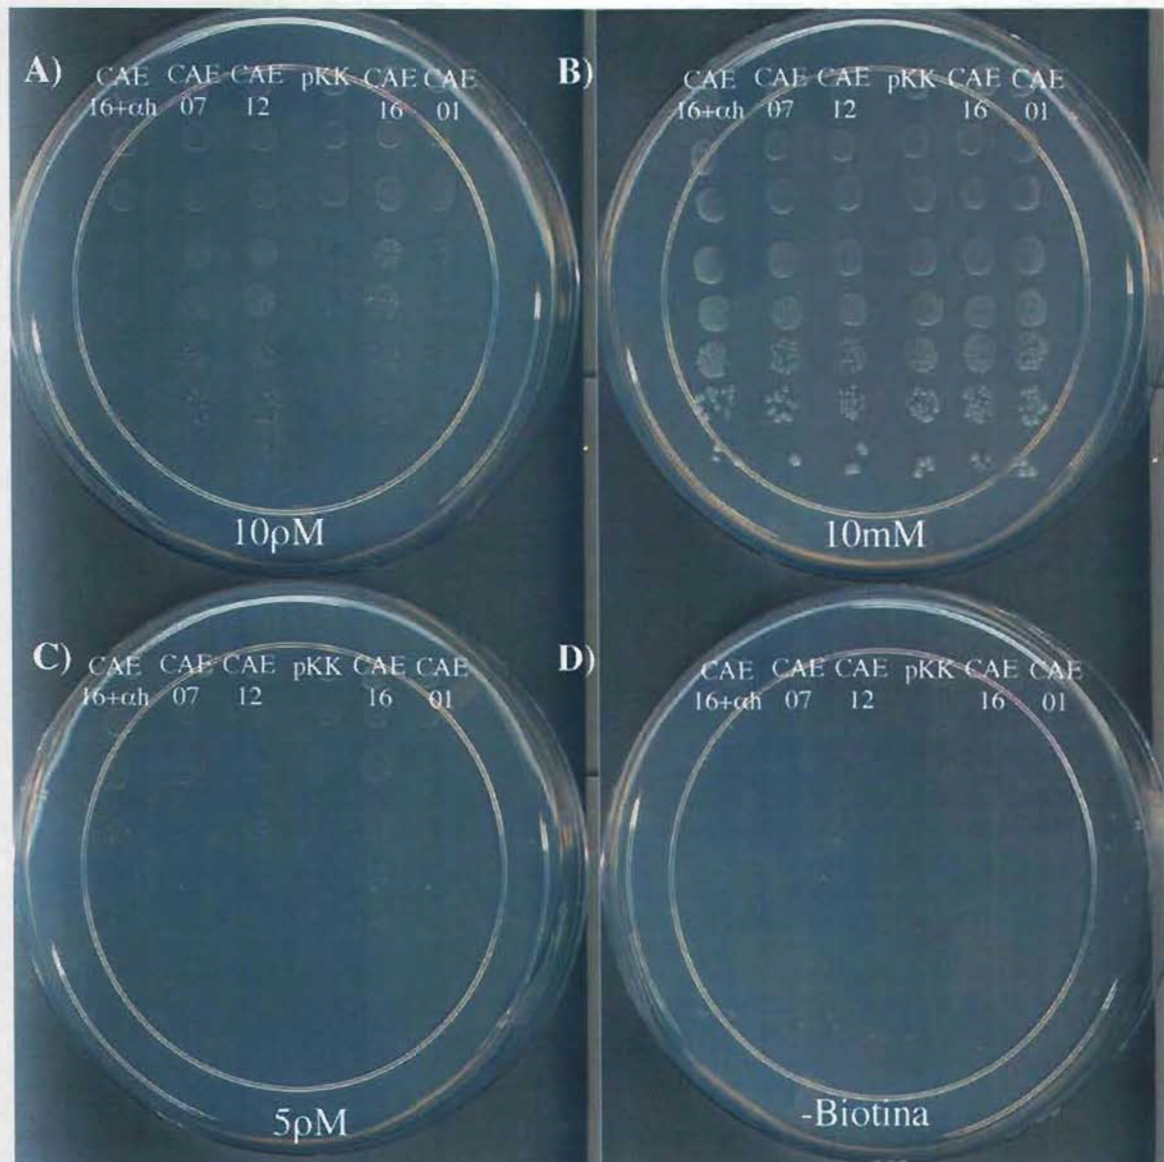 A) CAE CAE CAE pKK CAE CAE
16+αh 07 12 16 01
10ρM
B) CAE CAE CAE pKK CAE CAE
16+αh 07 12 16 01
10mM
C) CAE CAE CAE pKK CAE CAE
16+αh 07 12 16 01
5ρM
D) CAE CAE CAE pKK CAE CAE
16+αh 07 12 16 01
-Biotina